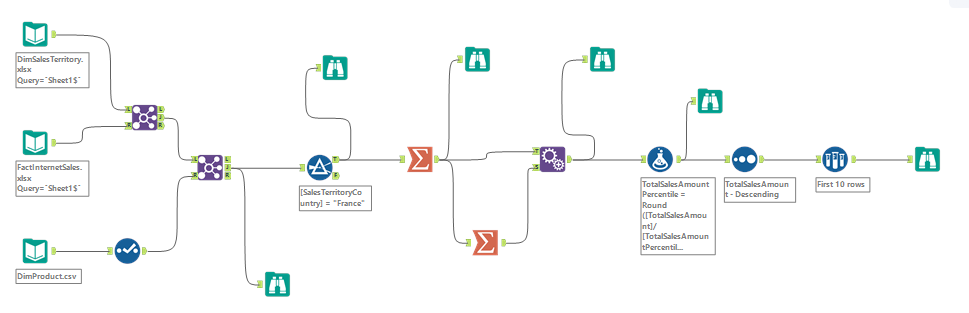 DimSalesTerritory.
xlsx
Query=`Sheet1$`
L
R
L
J
R
FactInternetSales.
xlsx
Query=`Sheet1$`
L
R
L
J
R
DimProduct.csv
T
F
[SalesTerritoryCo
untry] = "France"
T
S
TotalSalesAmount
Percentile =
Round
([TotalSalesAmou
nt]/
[TotalSalesAmoun
tPercentil...
TotalSalesAmoun
t - Descending
First 10 rows